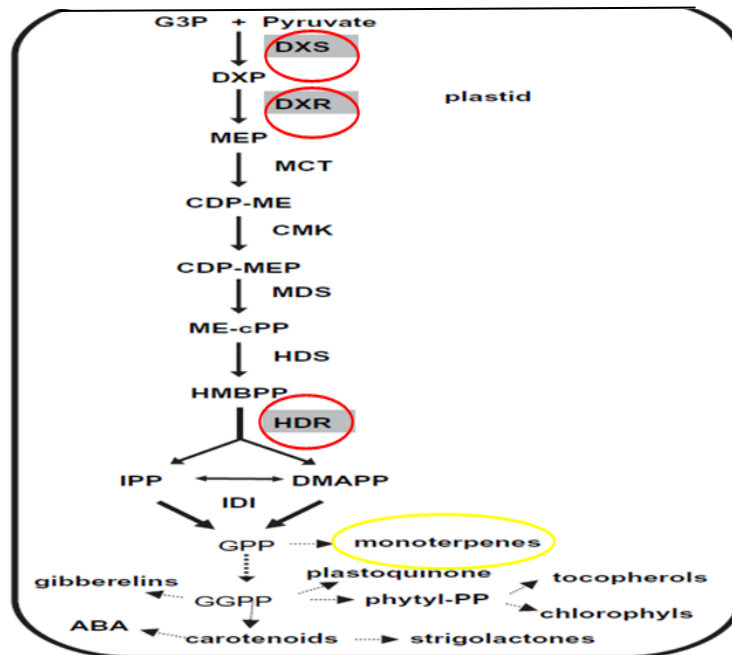 G3P + Pyruvate
DXS
DXP
DXR
plastid
MEP
MCT
CDP-ME
CMK
CDP-MEP
MDS
ME-cPP
HDS
HMBPP
HDR
IPP DMAPP
IDI
GPP monoterpenes
plastoquinone
gibberelins tocopherols
GGPP phytyl-PP
chlorophyls
ABA
carotenoids strigolactones